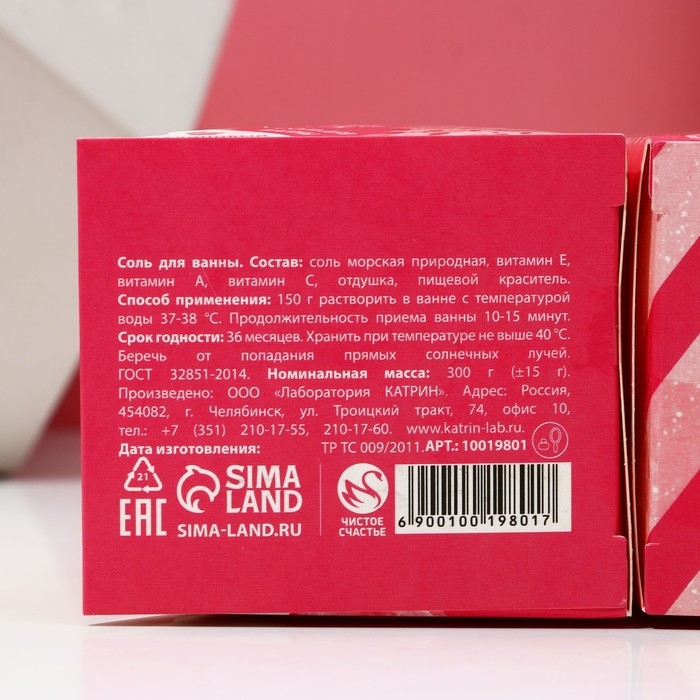 Соль для ванны. Состав: соль морская природная, витамин Е,
витамин А, витамин С, отдушка, пищевой краситель.
Способ применения: 150 г растворить в ванне с температурой
воды 37-38 °C. Продолжительность приема ванны 10-15 минут.
Срок годности: 36 месяцев. Хранить при температуре не выше 40 °C.
Беречь от попадания прямых солнечных лучей.
ГОСТ 32851-2014. Номинальная масса: 300 г (±15 г).
Произведено: ООО «Лаборатория КАТРИН». Адрес: Россия,
454082, г. Челябинск, ул. Троицкий тракт, 74, офис 10,
тел.: +7 (351) 210-17-55, 210-17-60. www.katrin-lab.ru.
Дата изготовления: ТР ТС 009/2011. АРТ.: 10019801
21
EAC
SIMA
LAND
SIMA-LAND.RU
ЧИСТОЕ
СЧАСТЬЕ
6 900100 198017